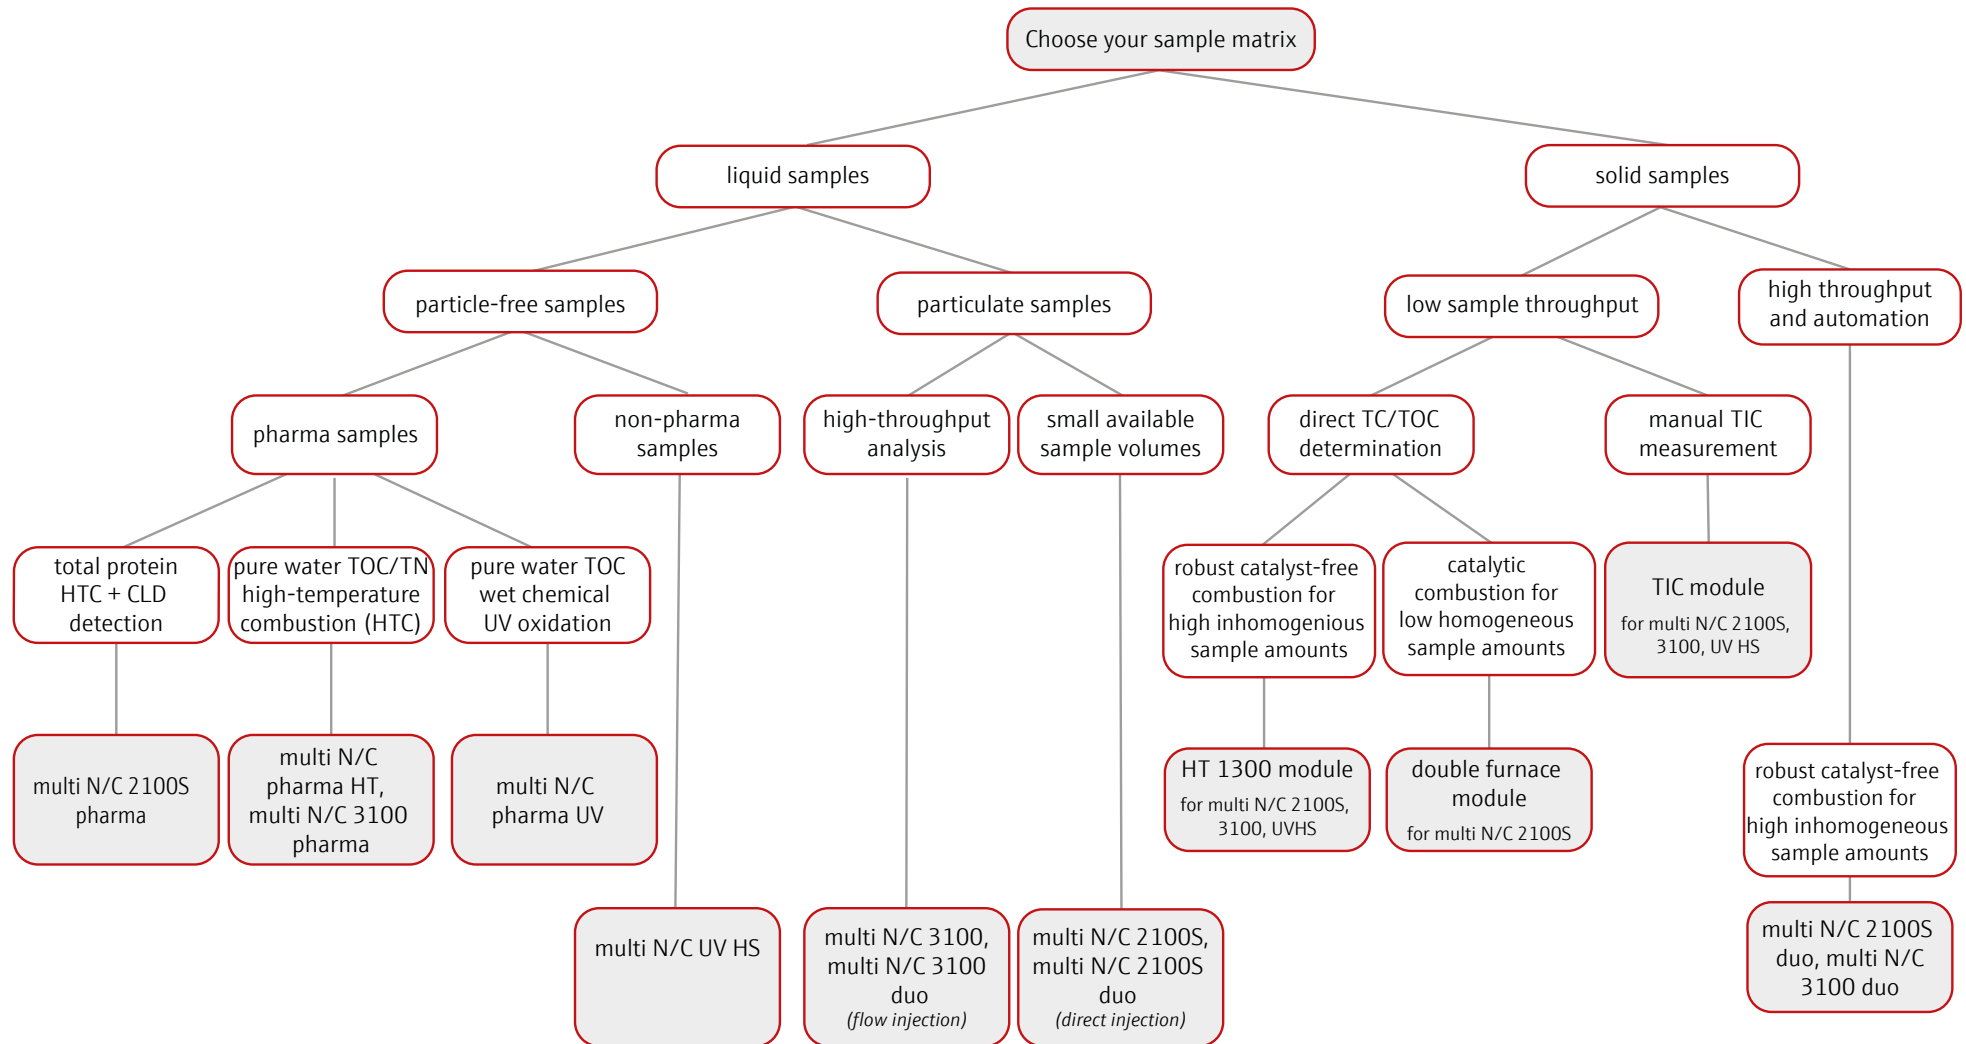 Choose your sample matrix
liquid samples
solid samples
particle-free samples
particulate samples
low sample throughput
high throughput
and automation
pharma samples
non-pharma
samples
high-throughput
analysis
small available
sample volumes
direct TC/TOC
determination
manual TIC
measurement
total protein
HTC + CLD
detection
pure water TOC/TN
high-temperature
combustion (HTC)
pure water TOC
wet chemical
UV oxidation
robust catalyst-free
combustion for
high inhomogenious
sample amounts
catalytic
combustion for
low homogeneous
sample amounts
TIC module
for multi N/C 2100S,
3100, UV HS
multi N/C 2100S
pharma
multi N/C
pharma HT,
multi N/C 3100
pharma
multi N/C
pharma UV
HT 1300 module
for multi N/C 2100S,
3100, UVHS
double furnace
module
for multi N/C 2100S
robust catalyst-free
combustion for
high inhomogeneous
sample amounts
multi N/C UV HS
multi N/C 3100,
multi N/C 3100
duo
(flow injection)
multi N/C 2100S,
multi N/C 2100S
duo
(direct injection)
multi N/C 2100S
duo, multi N/C
3100 duo